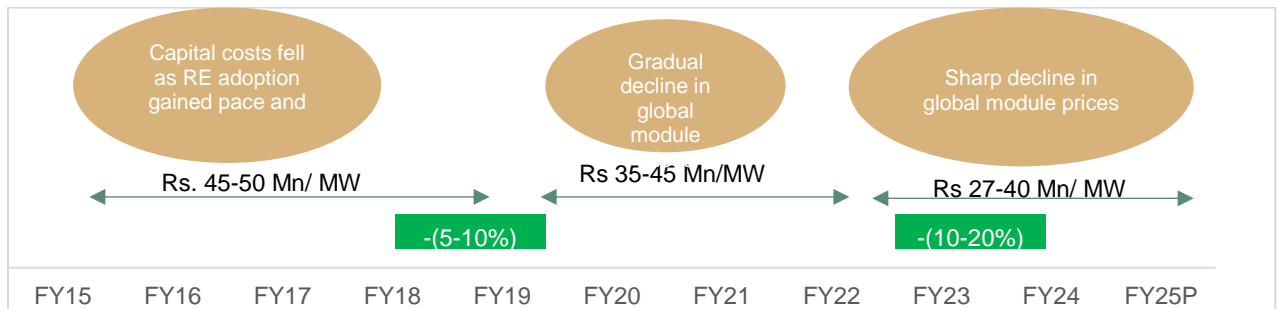 Capital costs fell
as RE adoption
gained pace and
Gradual
decline in
global
module
Sharp decline in
global module prices
Rs. 45-50 Mn/ MW
Rs 35-45 Mn/MW
Rs 27-40 Mn/ MW
-(5-10%)
-(10-20%)
FY15 FY16 FY17 FY18 FY19 FY20 FY21 FY22 FY23 FY24 FY25P